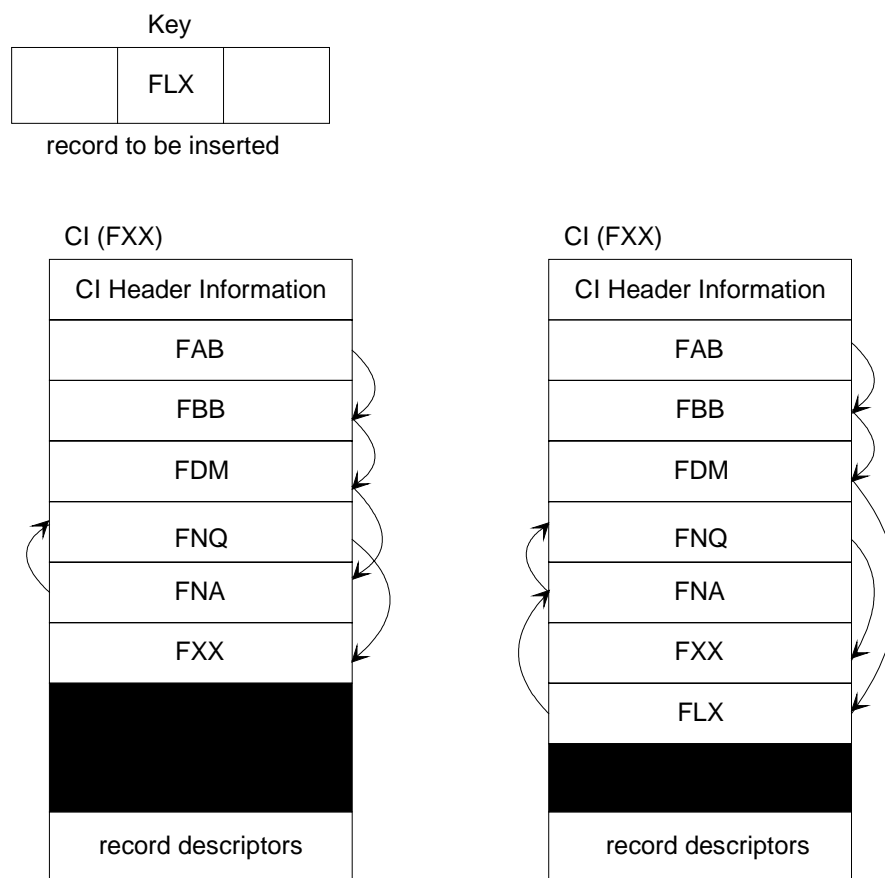 Key
FLX
record to be inserted
CI (FXX)
CI Header Information
FAB
FBB
FDM
FNQ
FNA
FXX
record descriptors
CI (FXX)
CI Header Information
FAB
FBB
FDM
FNQ
FNA
FXX
FLX
record descriptors